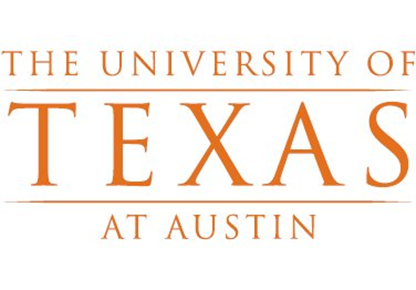 THE UNIVERSITY OF
TEXAS
AT AUSTIN